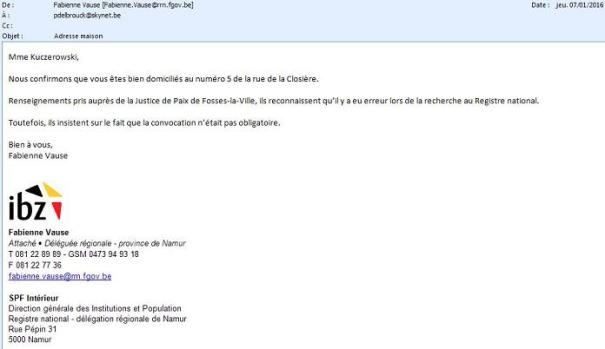 De : Fabienne Vause [Fabienne.Vause@rrn.fgov.be] Date : jeu. 07/01/2016
À : pdelbrouck@skynet.be
Cc :
Objet : Adresse maison
Mme Kuczerowski,
Nous confirmons que vous êtes bien domiciliés au numéro 5 de la rue de la Closière.
Renseignements pris auprès de la Justice de Paix de Fosses-la-Ville, ils reconnaissent qu'il y a eu erreur lors de la recherche au Registre national.
Toutefois, ils insistent sur le fait que la convocation n'était pas obligatoire.
Bien à vous,
Fabienne Vause
ibz
Fabienne Vause
Attaché • Déléguée régionale - province de Namur
T 081 22 89 89 - GSM 0473 94 93 18
F 081 22 77 36
fabienne.vause@rrn.fgov.be
SPF Intérieur
Direction générale des Institutions et Population
Registre national - délégation régionale de Namur
Rue Pépin 31
5000 Namur